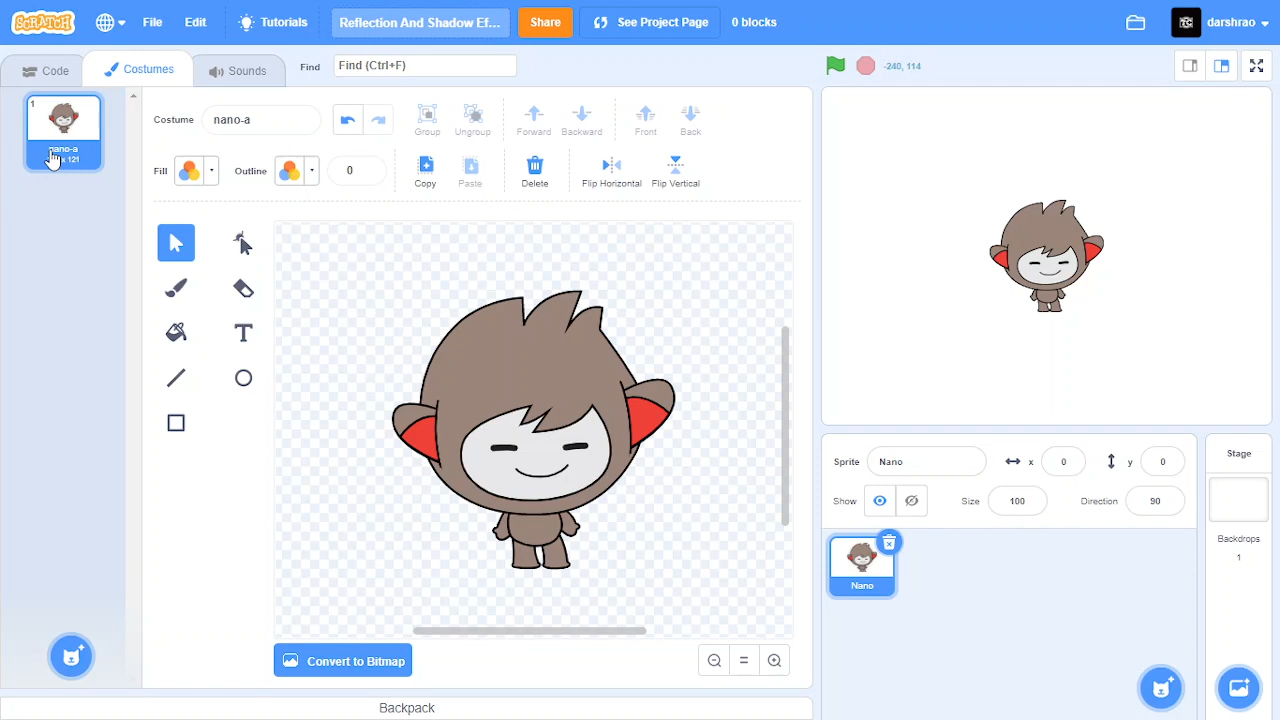 SCRATCH
File
Edit
Tutorials
Reflection And Shadow Ef...
Share
See Project Page
0 blocks
darshrao
Code
Costumes
Sounds
Find
Find (Ctrl+F)
-240, 114
1
nano-a
x 121
Costume
nano-a
Group
Ungroup
Forward
Backward
Front
Back
Fill
Outline
0
Copy
Paste
Delete
Flip Horizontal
Flip Vertical
Convert to Bitmap
Backpack
Sprite
Nano
x
0
y
0
Show
Size
100
Direction
90
Nano
Stage
Backdrops
1